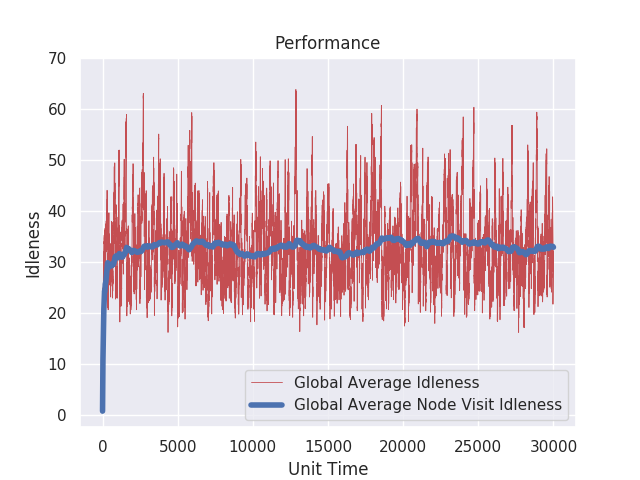 Performance
70
60
50
40
30
20
10
0
Idleness
Global Average Idleness
Global Average Node Visit Idleness
0 5000 10000 15000 20000 25000 30000
Unit Time